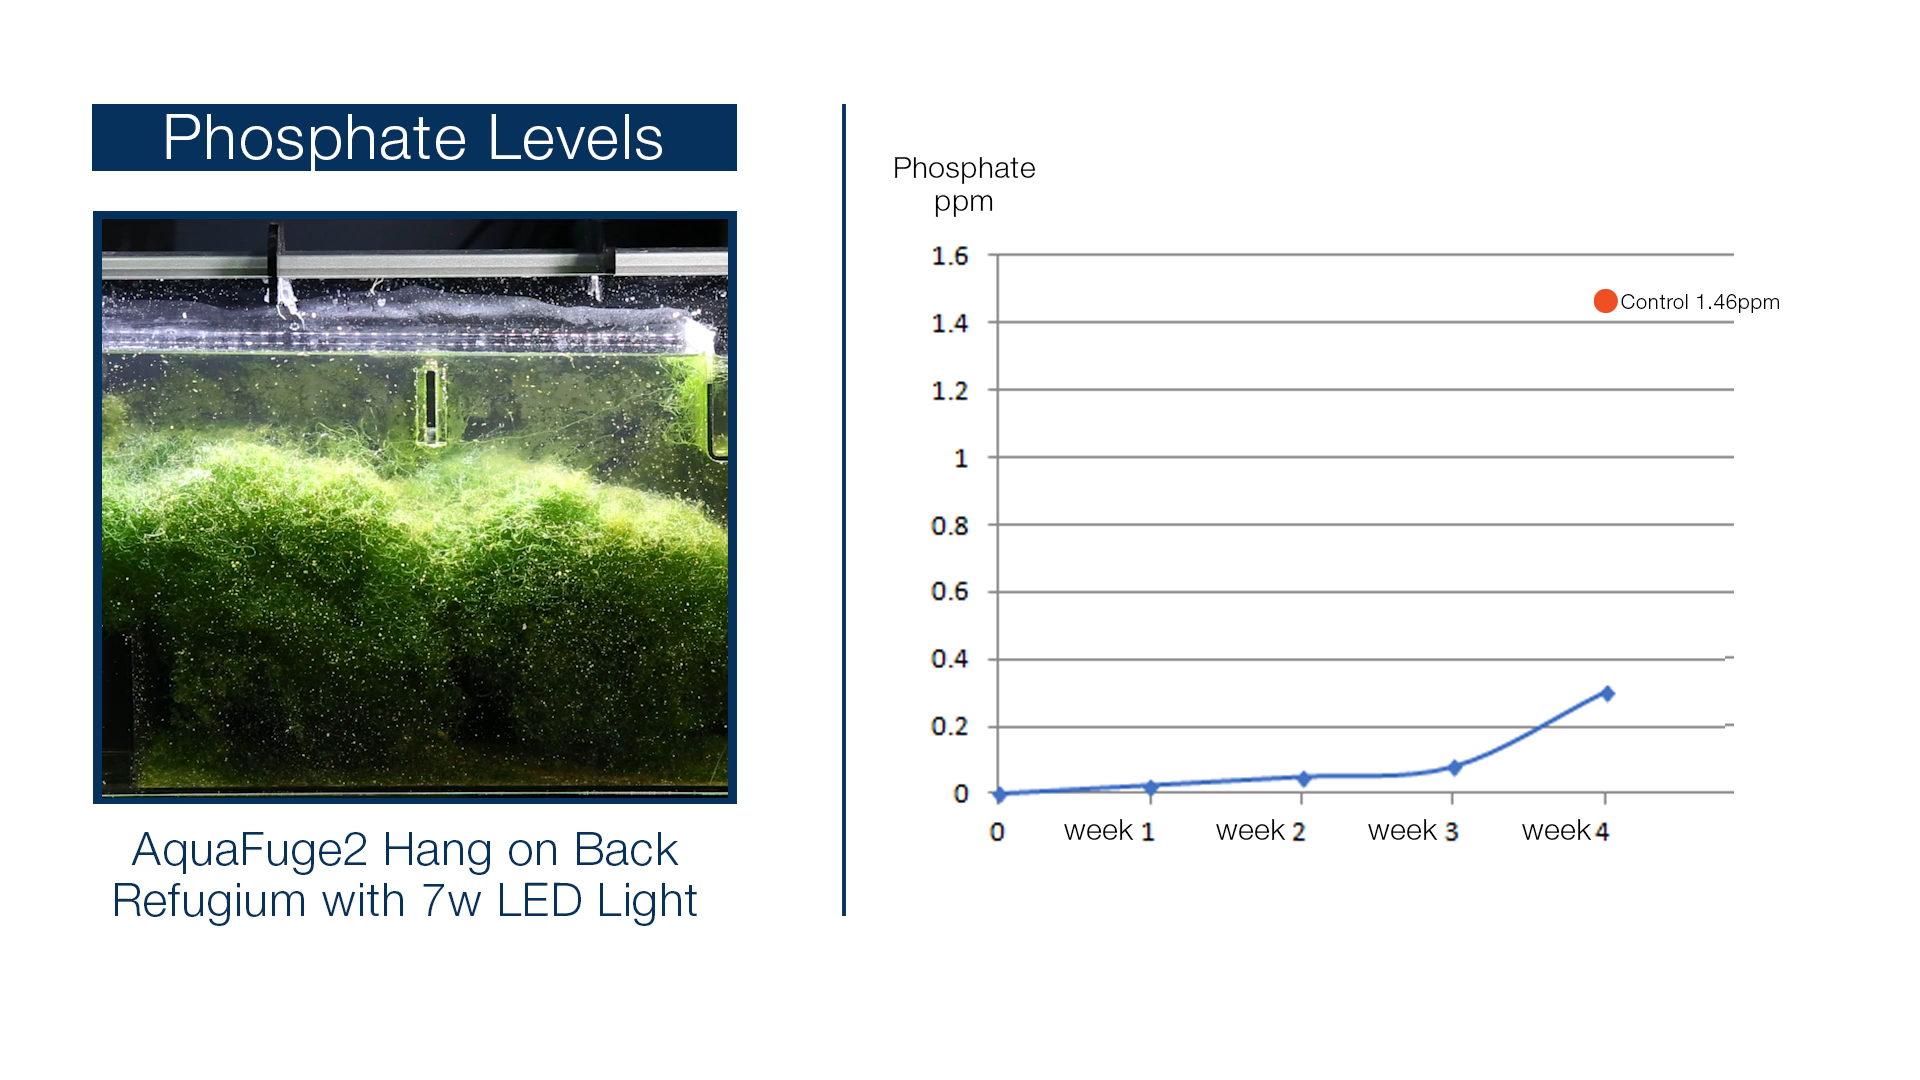 Phosphate Levels
AquaFuge2 Hang on Back
Refugium with 7w LED Light
Phosphate
ppm
1.6
Control 1.46ppm
1.4
1.2
1
0.8
0.6
0.4
0.2
0
0 week 1 week 2 week 3 week 4